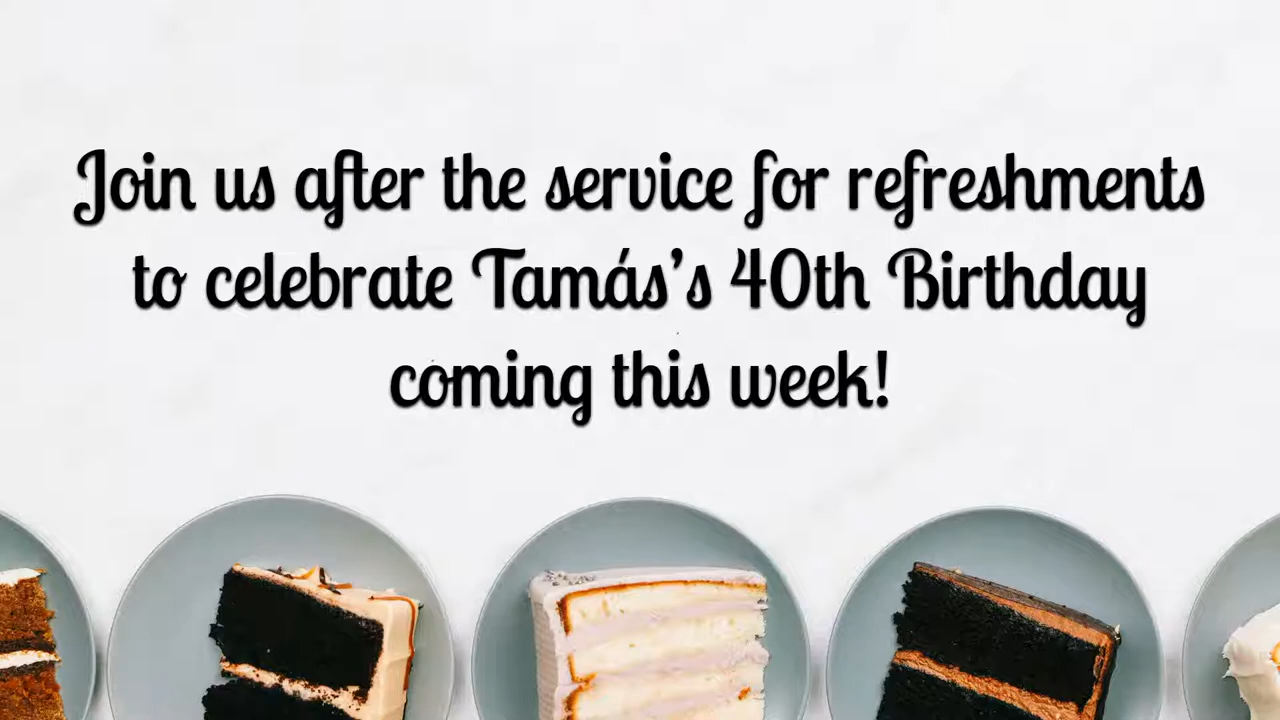 Join us after the service for refreshments
to celebrate Tamás’s 40th Birthday
coming this week!